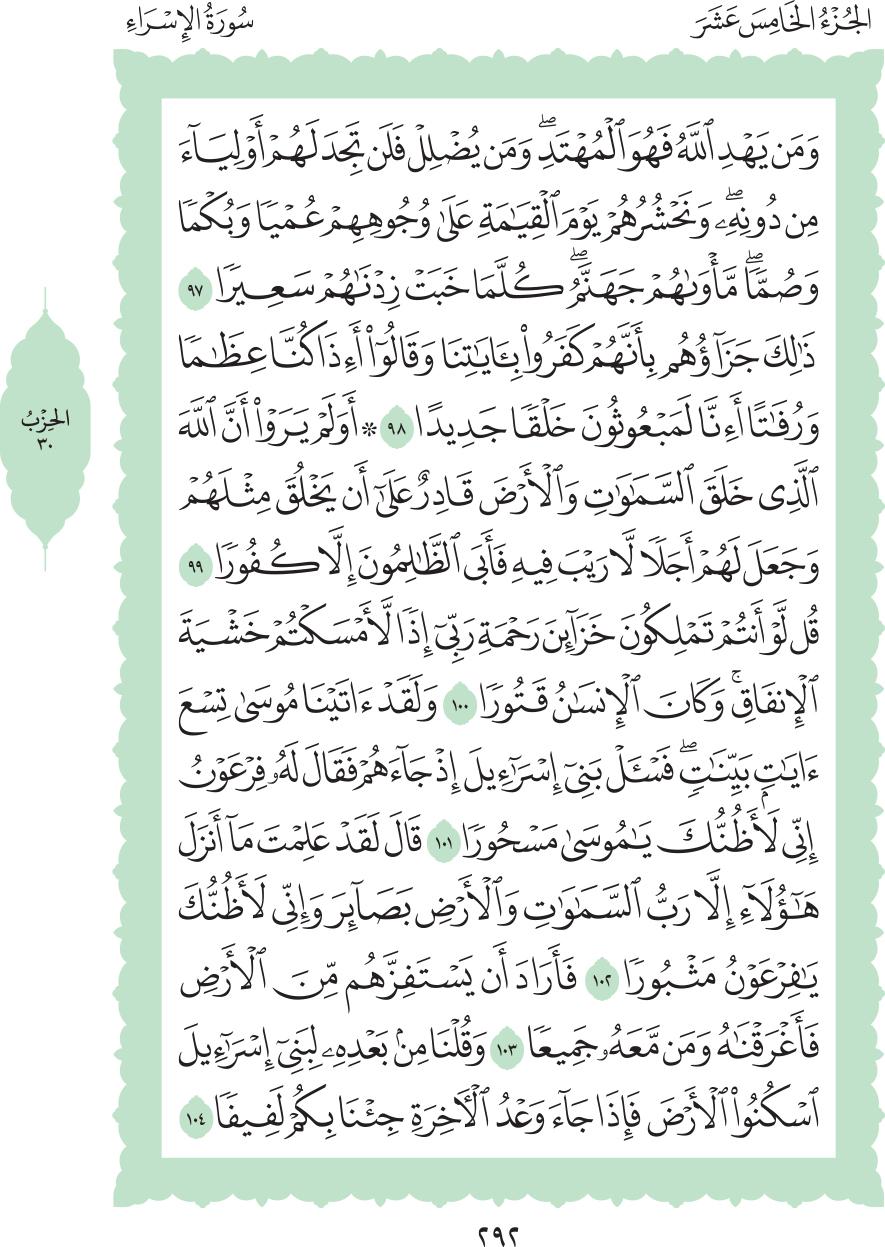 الجُزْءُ الخَامِسَ عَشَرَ
سُورَةُ الإِسْرَاءِ
وَمَن يَهْدِ ٱللَّهُ فَهُوَ ٱلْمُهْتَدِۖ وَمَن يُضْلِلْ فَلَن تَجِدَ لَهُمْ أَوْلِيَآءَ
مِن دُونِهِۦۖ وَنَحْشُرُهُمْ يَوْمَ ٱلْقِيَٰمَةِ عَلَىٰ وُجُوهِهِمْ عُمْيًا وَبُكْمًا
وَصُمًّاۖ مَّأْوَىٰهُمْ جَهَنَّمُۖ كُلَّمَا خَبَتْ زِدْنَٰهُمْ سَعِيرًا ٩٧
ذَٰلِكَ جَزَآؤُهُم بِأَنَّهُمْ كَفَرُوا۟ بِـَٔايَٰتِنَا وَقَالُوٓا۟ أَءِذَا كُنَّا عِظَٰمًا
وَرُفَٰتًا أَءِنَّا لَمَبْعُوثُونَ خَلْقًا جَدِيدًا ٩٨ * أَوَلَمْ يَرَوْا۟ أَنَّ ٱللَّهَ
ٱلَّذِى خَلَقَ ٱلسَّمَٰوَٰتِ وَٱلْأَرْضَ قَادِرٌ عَلَىٰٓ أَن يَخْلُقَ مِثْلَهُمْ
وَجَعَلَ لَهُمْ أَجَلًا لَّا رَيْبَ فِيهِ فَأَبَى ٱلظَّٰلِمُونَ إِلَّا كُفُورًا ٩٩
قُل لَّوْ أَنتُمْ تَمْلِكُونَ خَزَآئِنَ رَحْمَةِ رَبِّىٓ إِذًا لَّأَمْسَكْتُمْ خَشْيَةَ
ٱلْإِنفَاقِۚ وَكَانَ ٱلْإِنسَٰنُ قَتُورًا ١٠٠ وَلَقَدْ ءَاتَيْنَا مُوسَىٰ تِسْعَ
ءَايَٰتٍۭ بَيِّنَٰتٍۖ فَسْـَٔلْ بَنِىٓ إِسْرَٰٓءِيلَ إِذْ جَآءَهُمْ فَقَالَ لَهُۥ فِرْعَوْنُ
إِنِّى لَأَظُنُّكَ يَٰمُوسَىٰ مَسْحُورًا ١٠١ قَالَ لَقَدْ عَلِمْتَ مَآ أَنزَلَ
هَٰٓؤُلَآءِ إِلَّا رَبُّ ٱلسَّمَٰوَٰتِ وَٱلْأَرْضِ بَصَآئِرَ وَإِنِّى لَأَظُنُّكَ
يَٰفِرْعَوْنُ مَثْبُورًا ١٠٢ فَأَرَادَ أَن يَسْتَفِزَّهُم مِّنَ ٱلْأَرْضِ
فَأَغْرَقْنَٰهُ وَمَن مَّعَهُۥ جَمِيعًا ١٠٣ وَقُلْنَا مِنۢ بَعْدِهِۦ لِبَنِىٓ إِسْرَٰٓءِيلَ
ٱسْكُنُوا۟ ٱلْأَرْضَ فَإِذَا جَآءَ وَعْدُ ٱلْـَٔاخِرَةِ جِئْنَا بِكُمْ لَفِيفًا ١٠٤
الحِزْبُ
٣٠
٢٩٢